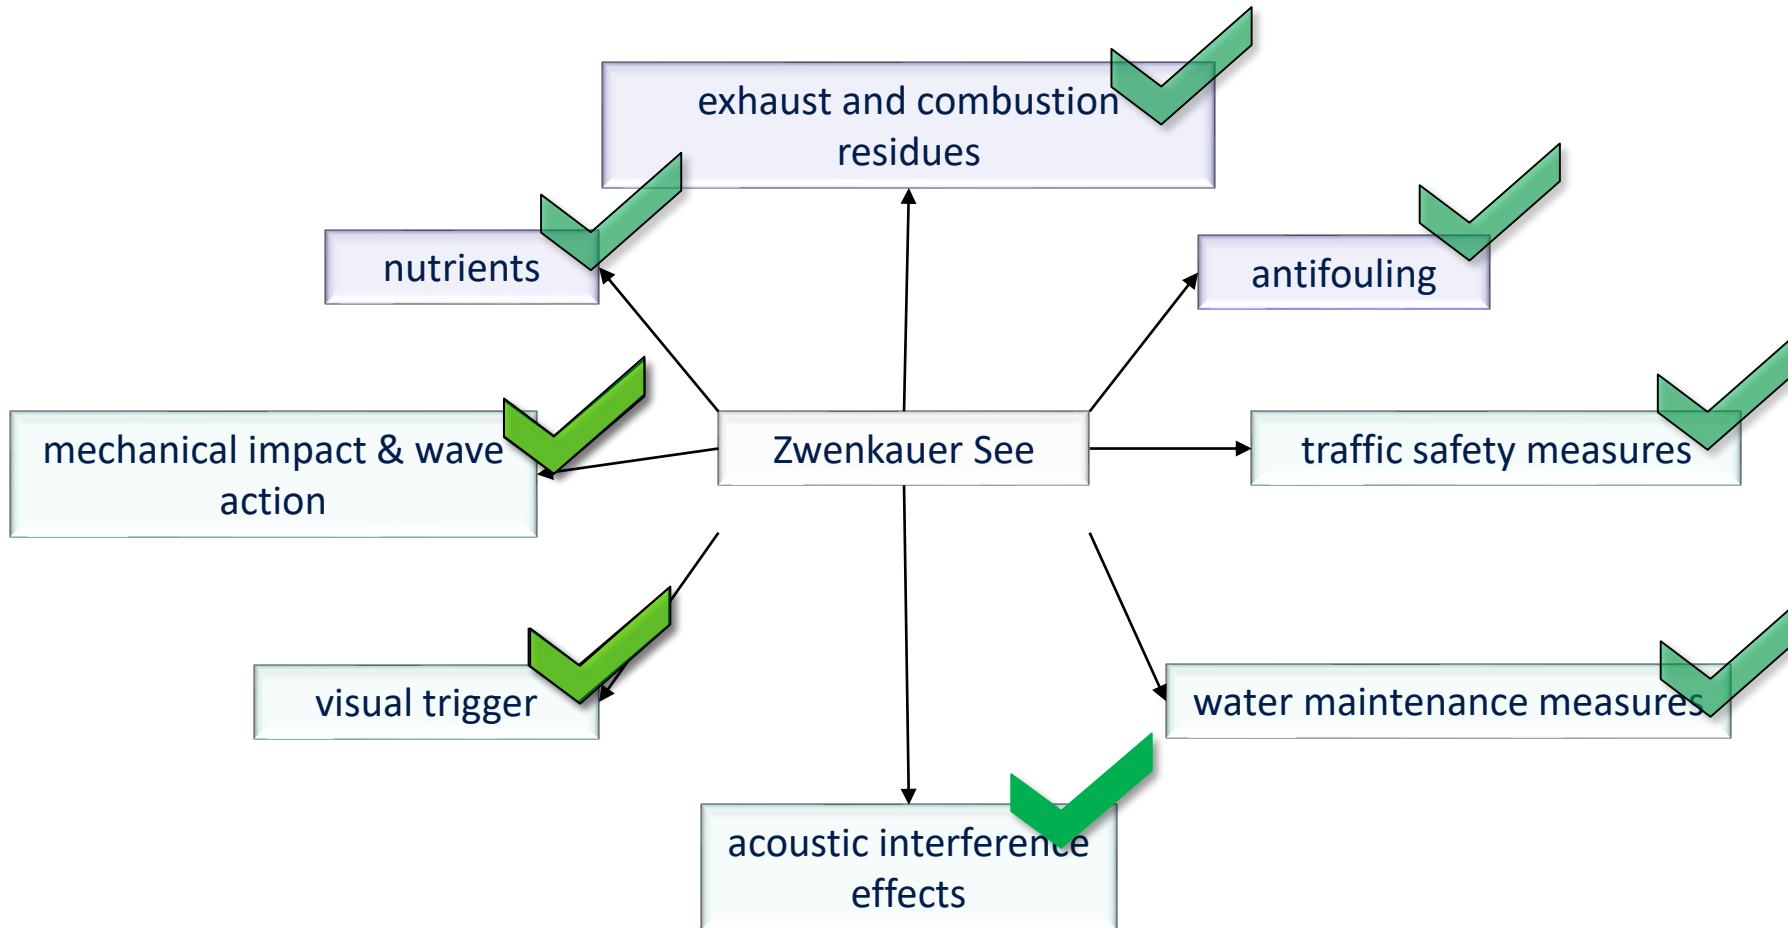 exhaust and combustion
residues
nutrients
antifouling
mechanical impact & wave
action
Zwenkauer See
traffic safety measures
visual trigger
water maintenance measures
acoustic interference
effects